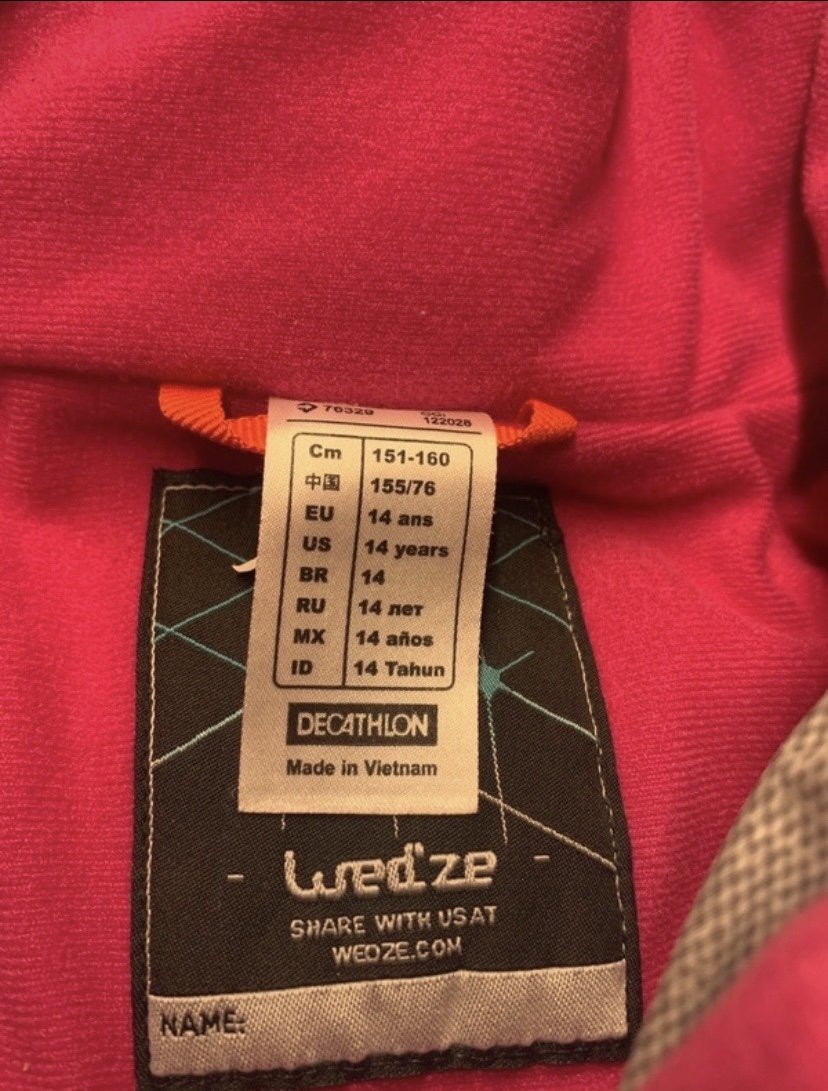 76329
122028
Cm 151-160
中国 155/76
EU 14 ans
US 14 years
BR 14
RU 14 лет
MX 14 años
ID 14 Tahun
DECATHLON
Made in Vietnam
wed'ze
SHARE WITH US AT
WEDZE.COM
NAME: